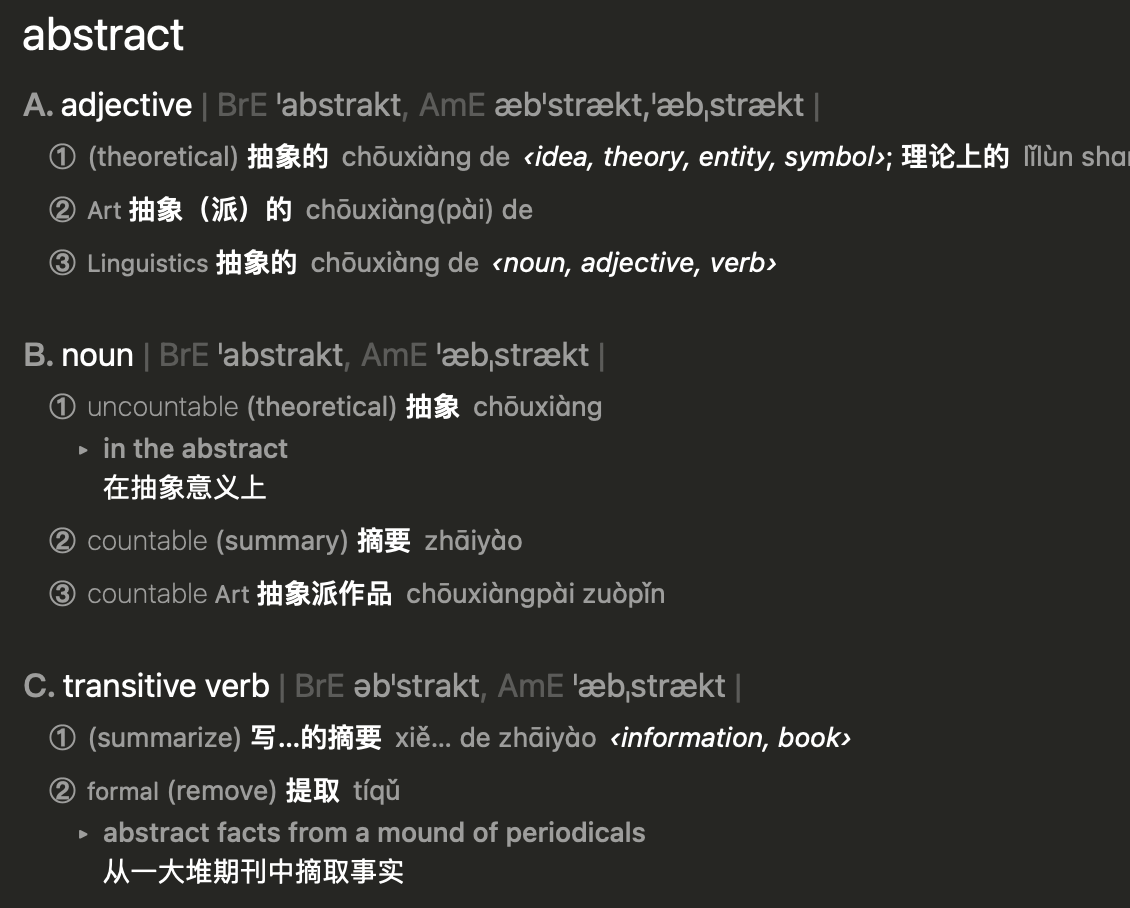 abstract
A. adjective | BrE ˈabstrakt, AmE æbˈstrækt,ˈæbˌstrækt |
① (theoretical) 抽象的 chōuxiàng de ‹idea, theory, entity, symbol›; 理论上的 lǐlùn
② Art 抽象（派）的 chōuxiàng(pài) de
③ Linguistics 抽象的 chōuxiàng de ‹noun, adjective, verb›
B. noun | BrE ˈabstrakt, AmE ˈæbˌstrækt |
① uncountable (theoretical) 抽象 chōuxiàng
▸ in the abstract
在抽象意义上
② countable (summary) 摘要 zhāiyào
③ countable Art 抽象派作品 chōuxiàngpài zuòpǐn
C. transitive verb | BrE əbˈstrakt, AmE ˈæbˌstrækt |
① (summarize) 写…的摘要 xiě… de zhāiyào ‹information, book›
② formal (remove) 提取 tíqǔ
▸ abstract facts from a mound of periodicals
从一大堆期刊中摘取事实